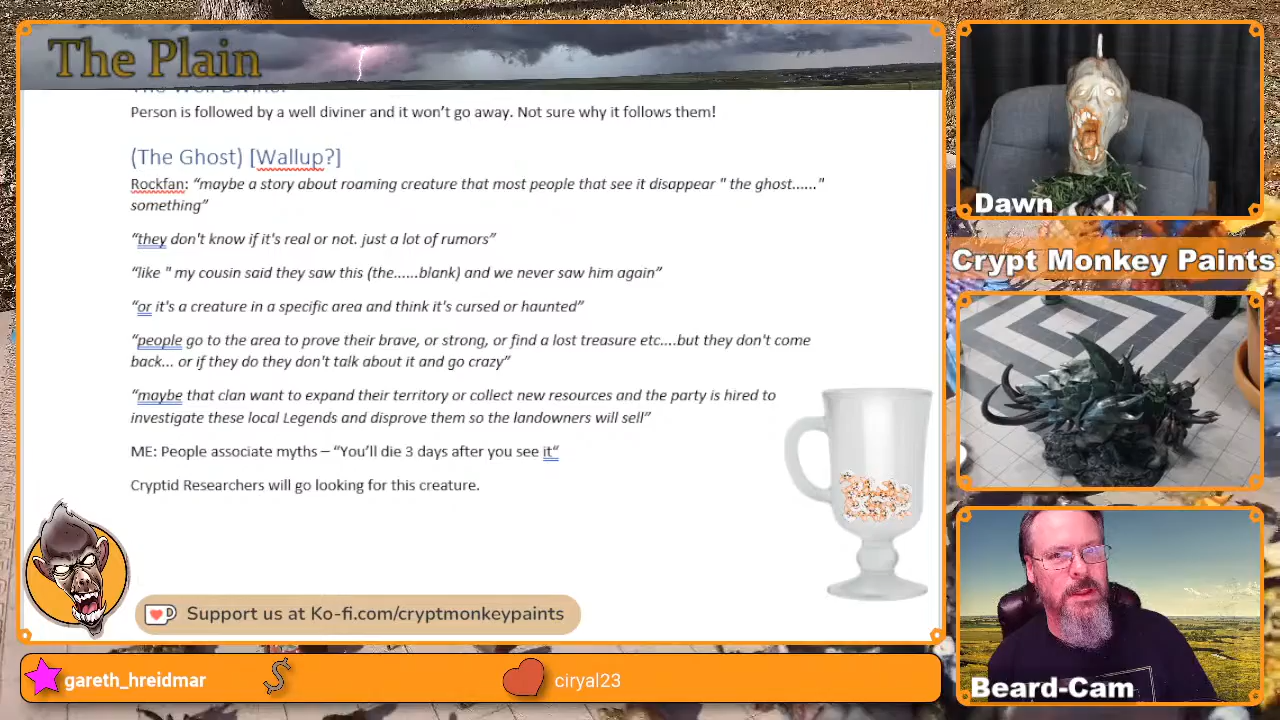 The Plain
The Well Diviner
Person is followed by a well diviner and it won't go away. Not sure why it follows them!
(The Ghost) [Wallup?]
Rockfan: “maybe a story about roaming creature that most people that see it disappear " the ghost......"
something”
“they don't know if it's real or not. just a lot of rumors”
“like " my cousin said they saw this (the......blank) and we never saw him again”
“or it's a creature in a specific area and think it's cursed or haunted”
“people go to the area to prove their brave, or strong, or find a lost treasure etc....but they don't come
back... or if they do they don't talk about it and go crazy”
“maybe that clan want to expand their territory or collect new resources and the party is hired to
investigate these local Legends and disprove them so the landowners will sell”
ME: People associate myths – “You'll die 3 days after you see it“
Cryptid Researchers will go looking for this creature.
Support us at Ko-fi.com/cryptmonkeypaints
gareth_hreidmar
$
ciryal23
Dawn
Crypt Monkey Paints
Beard-Cam